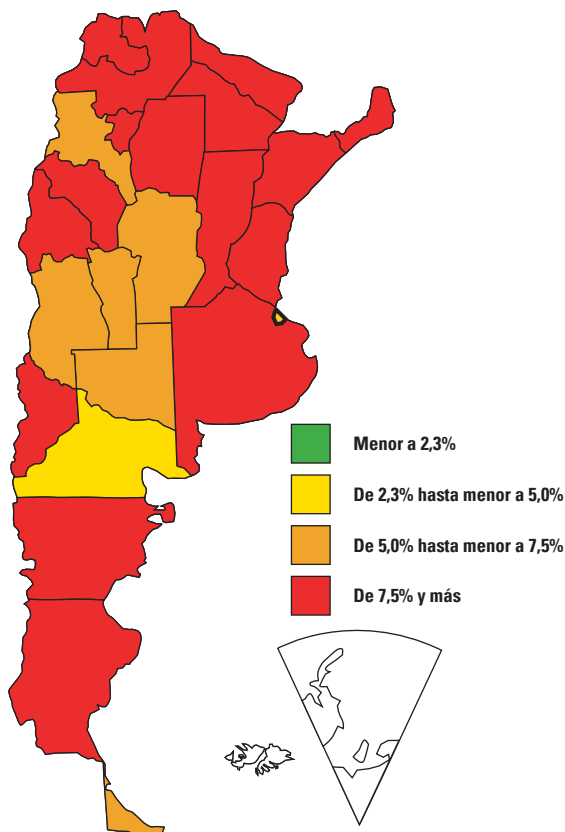 Menor a 2,3%
De 2,3% hasta menor a 5,0%
De 5,0% hasta menor a 7,5%
De 7,5% y más